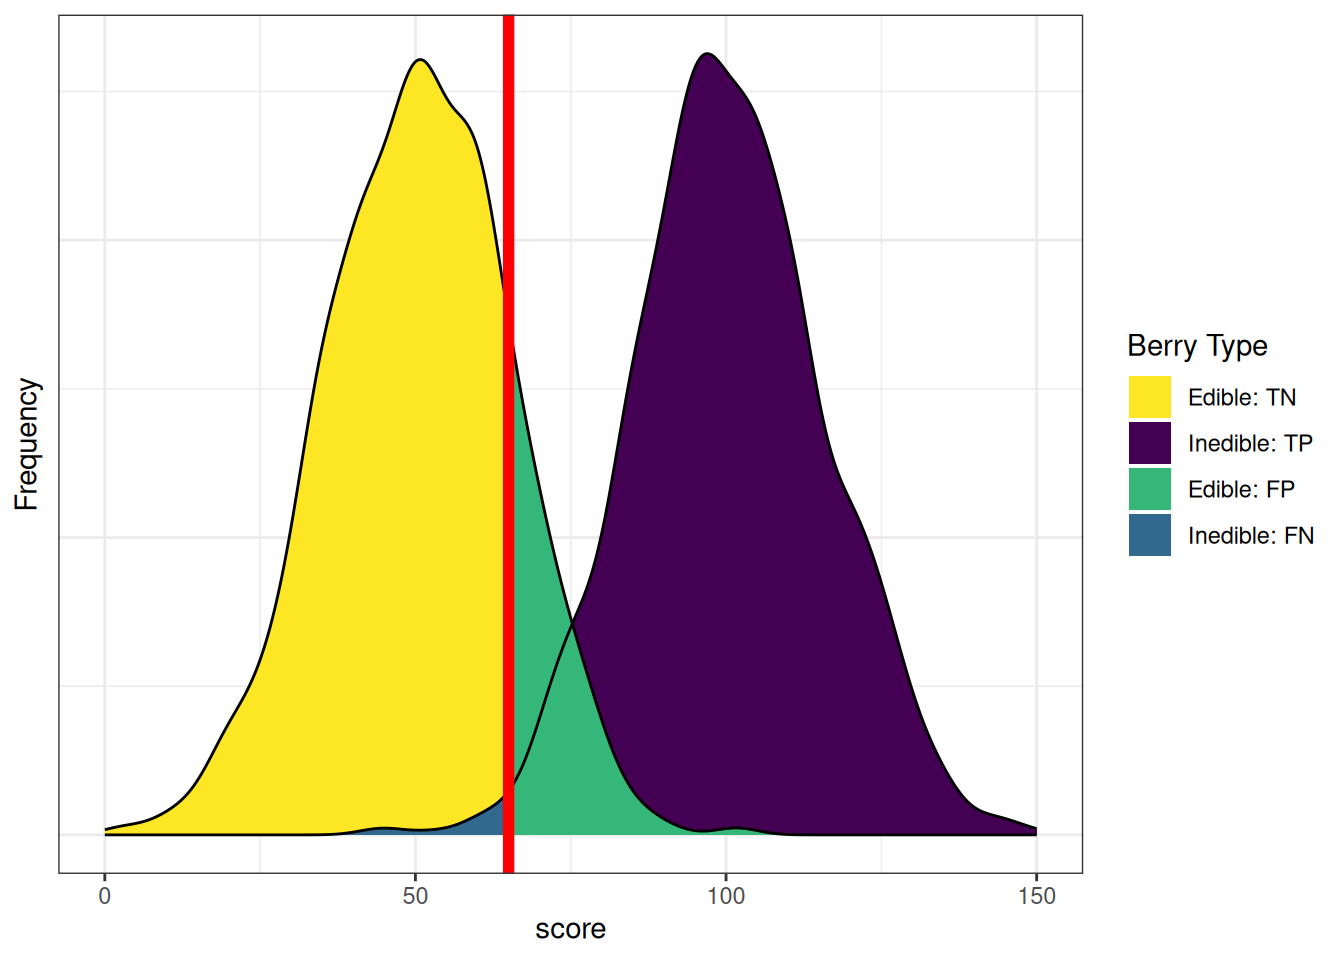 Frequency
0
50
100
150
score
Berry Type
Edible: TN
Inedible: TP
Edible: FP
Inedible: FN